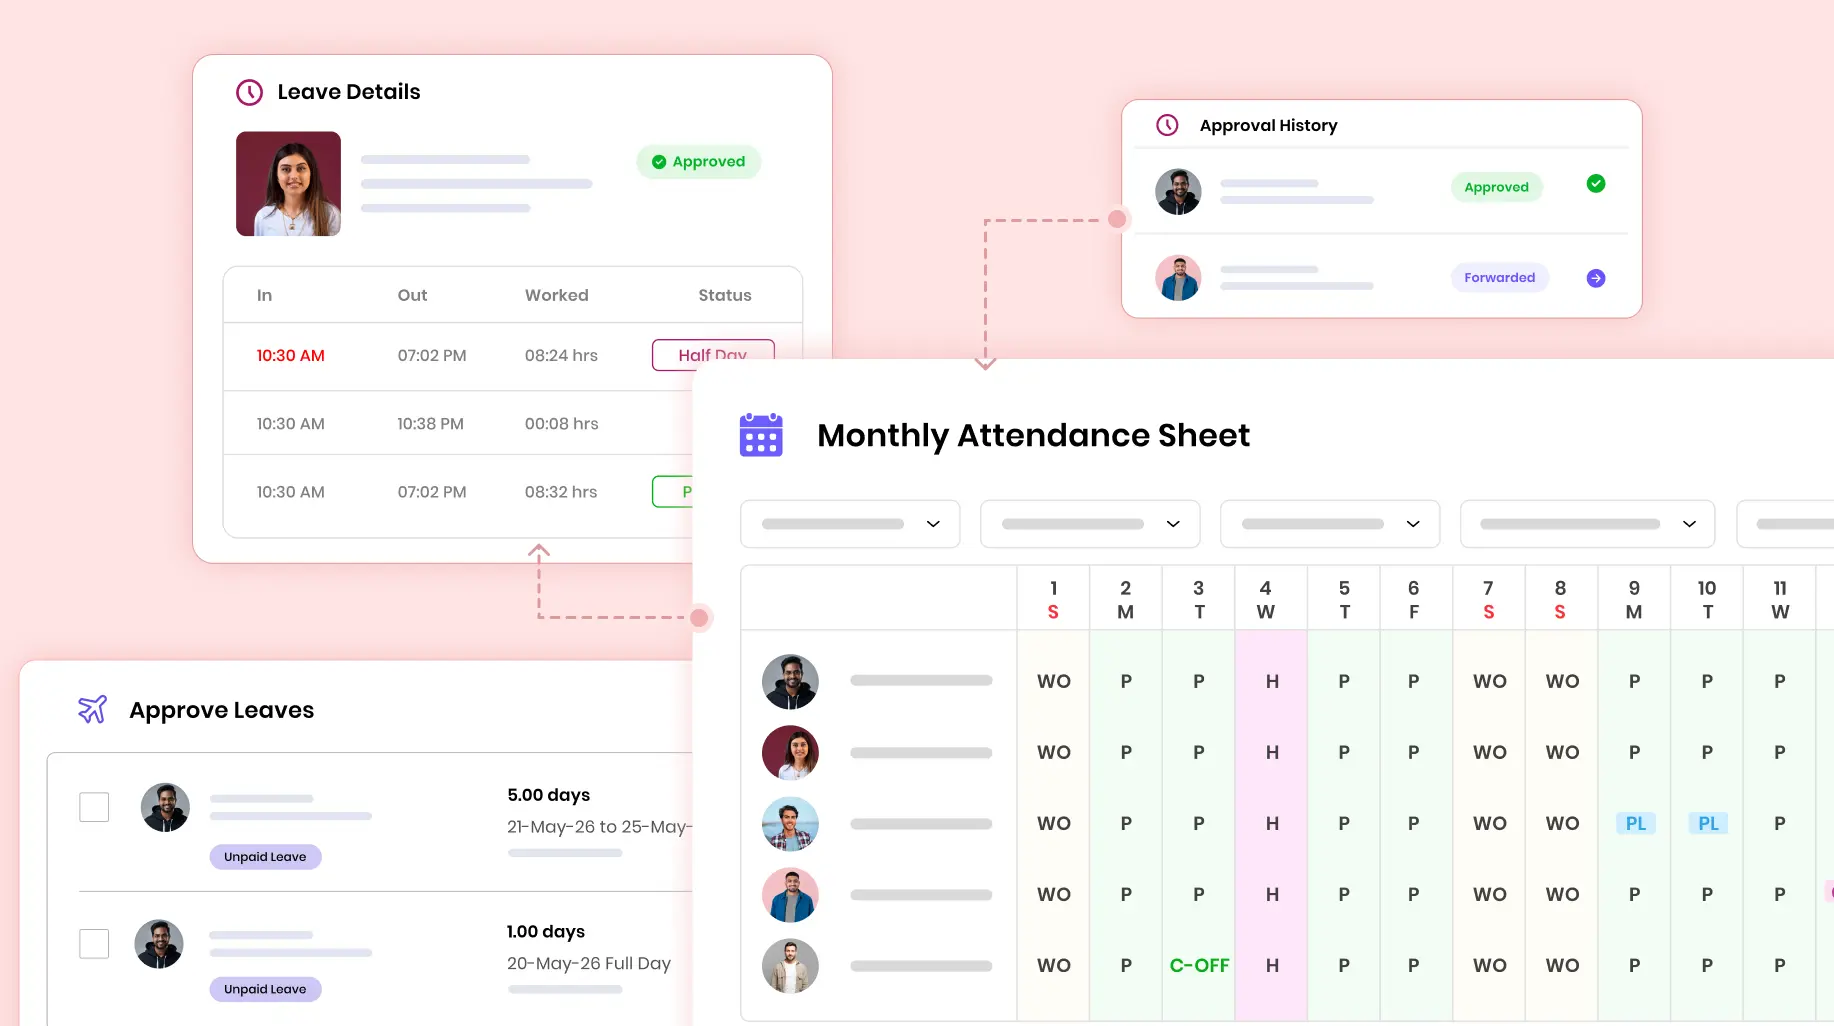 Leave Details
Approved
In Out Worked Status
10:30 AM 07:02 PM 08:24 hrs Half Day
10:30 AM 10:38 PM 00:08 hrs
10:30 AM 07:02 PM 08:32 hrs P
Approval History
Approved
Forwarded
Monthly Attendance Sheet
1 2 3 4 5 6 7 8 9 10 11
S M T W T F S S M T W
WO P P H P P WO WO P P P
WO P P H P P WO WO P P P
WO P P H P P WO WO PL PL P
WO P P H P P WO WO P P P
WO P C-OFF H P P WO WO P P P
Approve Leaves
5.00 days
21-May-26 to 25-May-
Unpaid Leave
1.00 days
20-May-26 Full Day
Unpaid Leave